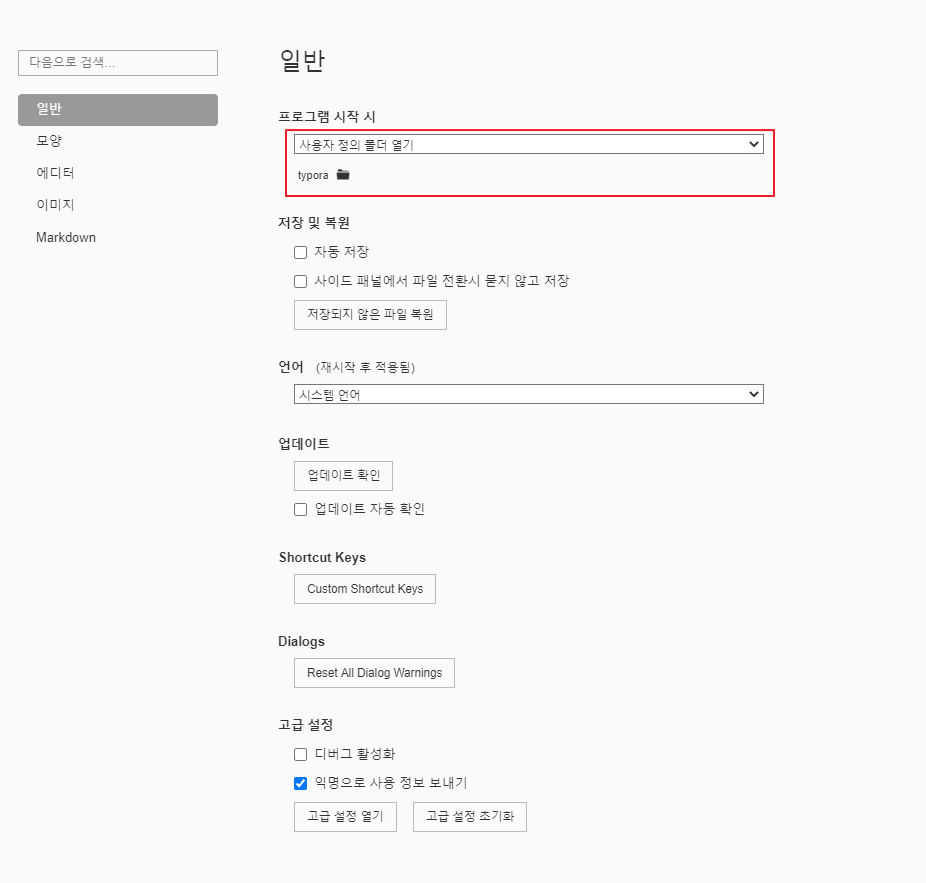 다음으로 검색...
일반
모양
에디터
이미지
Markdown
일반
프로그램 시작 시
사용자 정의 폴더 열기
typora
저장 및 복원
자동 저장
사이드 패널에서 파일 전환시 묻지 않고 저장
저장되지 않은 파일 복원
언어 (재시작 후 적용됨)
시스템 언어
업데이트
업데이트 확인
업데이트 자동 확인
Shortcut Keys
Custom Shortcut Keys
Dialogs
Reset All Dialog Warnings
고급 설정
디버그 활성화
익명으로 사용 정보 보내기
고급 설정 열기 고급 설정 초기화